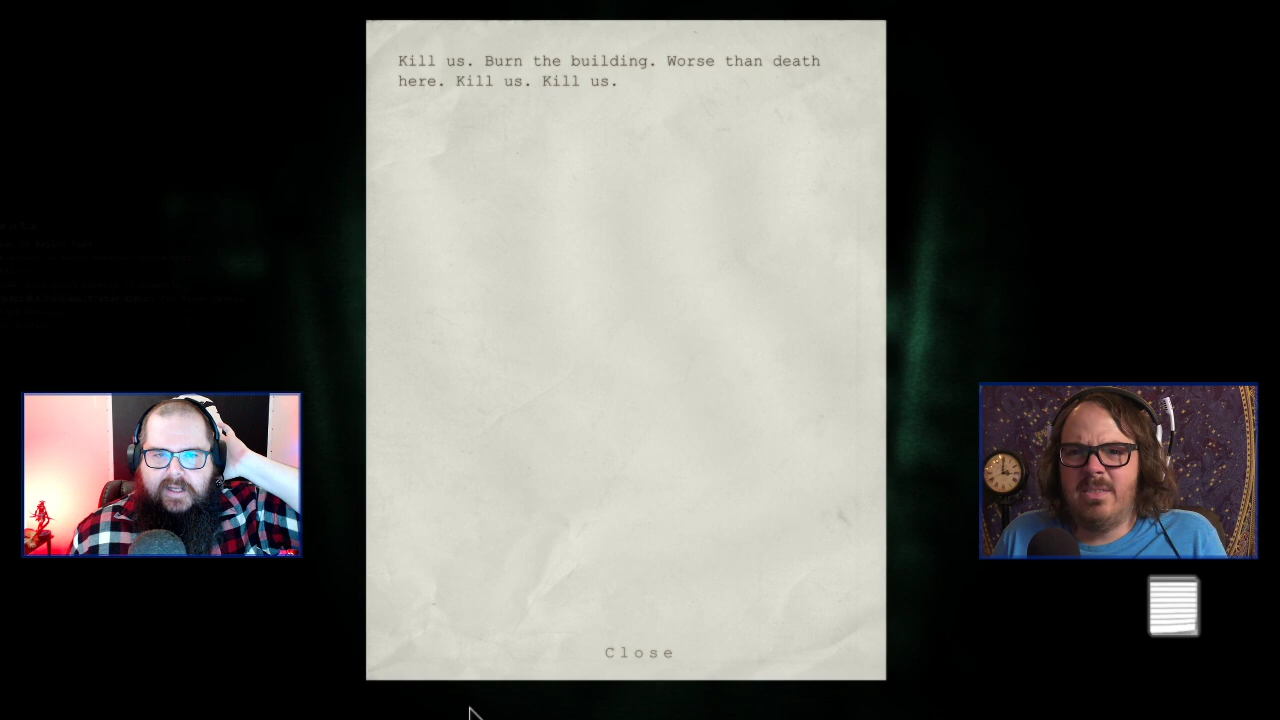 Kill us. Burn the building. Worse than death
here. Kill us. Kill us.
Close